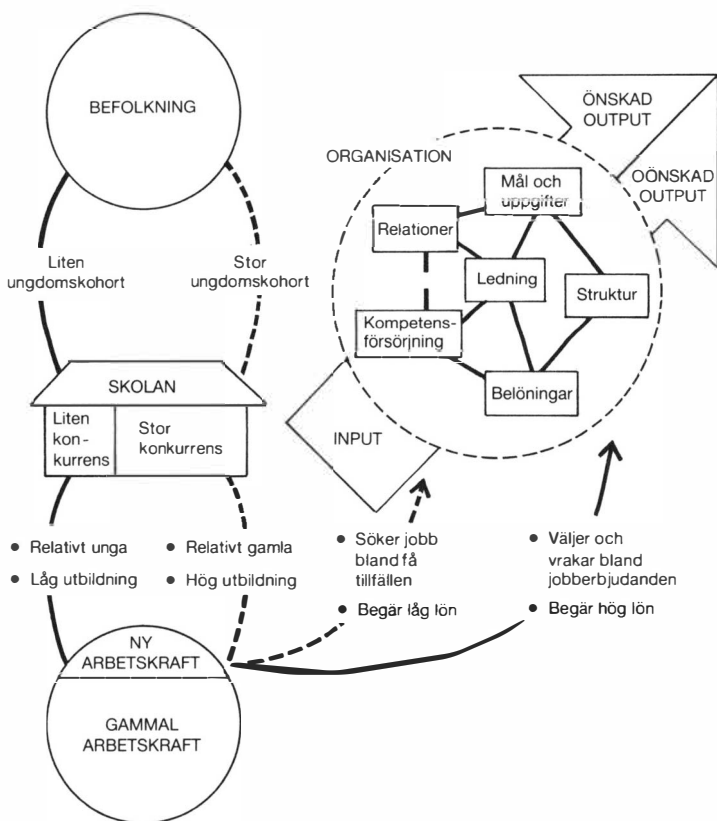 BEFOLKNING
Liten
ungdomskohort
Stor
ungdomskohort
SKOLAN
Liten
kon-
kurrens
Stor
konkurrens
• Relativt unga
• Låg utbildning
• Relativt gamla
• Hög utbildning
NY
ARBETSKRAFT
GAMMAL
ARBETSKRAFT
ÖNSKAD
OUTPUT
OÖNSKAD
OUTPUT
ORGANISATION
Mål och
uppgifter
Relationer
Ledning
Struktur
Kompetens-
försörjning
Belöningar
INPUT
• Söker jobb
bland få
tillfällen
• Begär låg lön
• Väljer och
vrakar bland
jobberbjudanden
• Begär hög lön